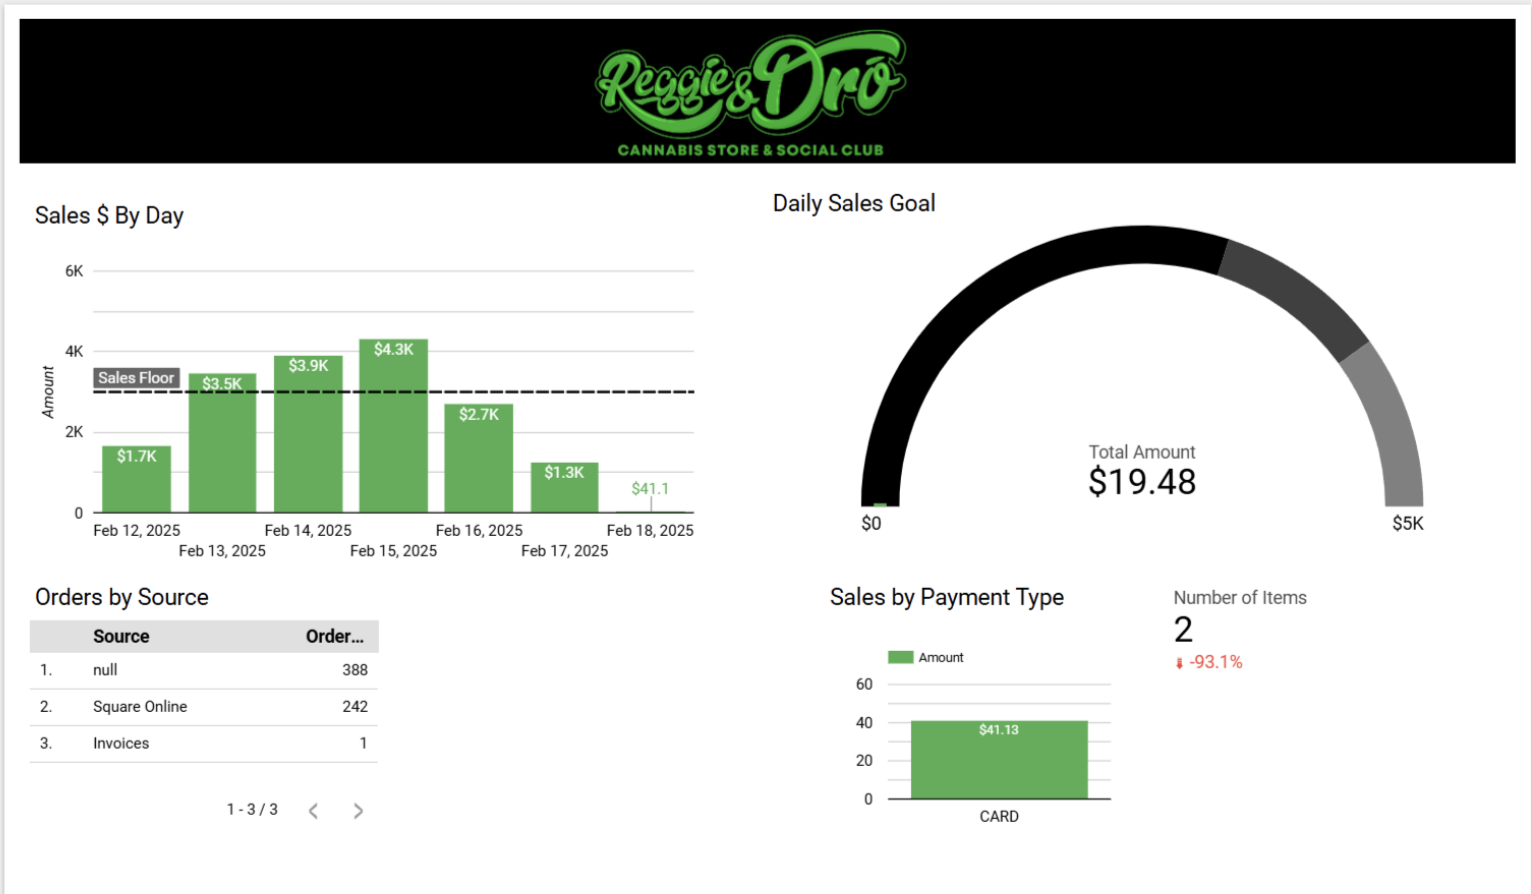 Reggie & Dró
CANNABIS STORE & SOCIAL CLUB
Sales $ By Day
6K
4K
2K
0
Amount
Sales Floor
$1.7K
$3.5K
$3.9K
$4.3K
$2.7K
$1.3K
$41.1
Feb 12, 2025
Feb 13, 2025
Feb 14, 2025
Feb 15, 2025
Feb 16, 2025
Feb 17, 2025
Feb 18, 2025
Daily Sales Goal
Total Amount
$19.48
$0
$5K
Orders by Source
Source Order...
1. null 388
2. Square Online 242
3. Invoices 1
1 - 3 / 3
Sales by Payment Type
Amount
60
40
20
0
$41.13
CARD
Number of Items
2
-93.1%